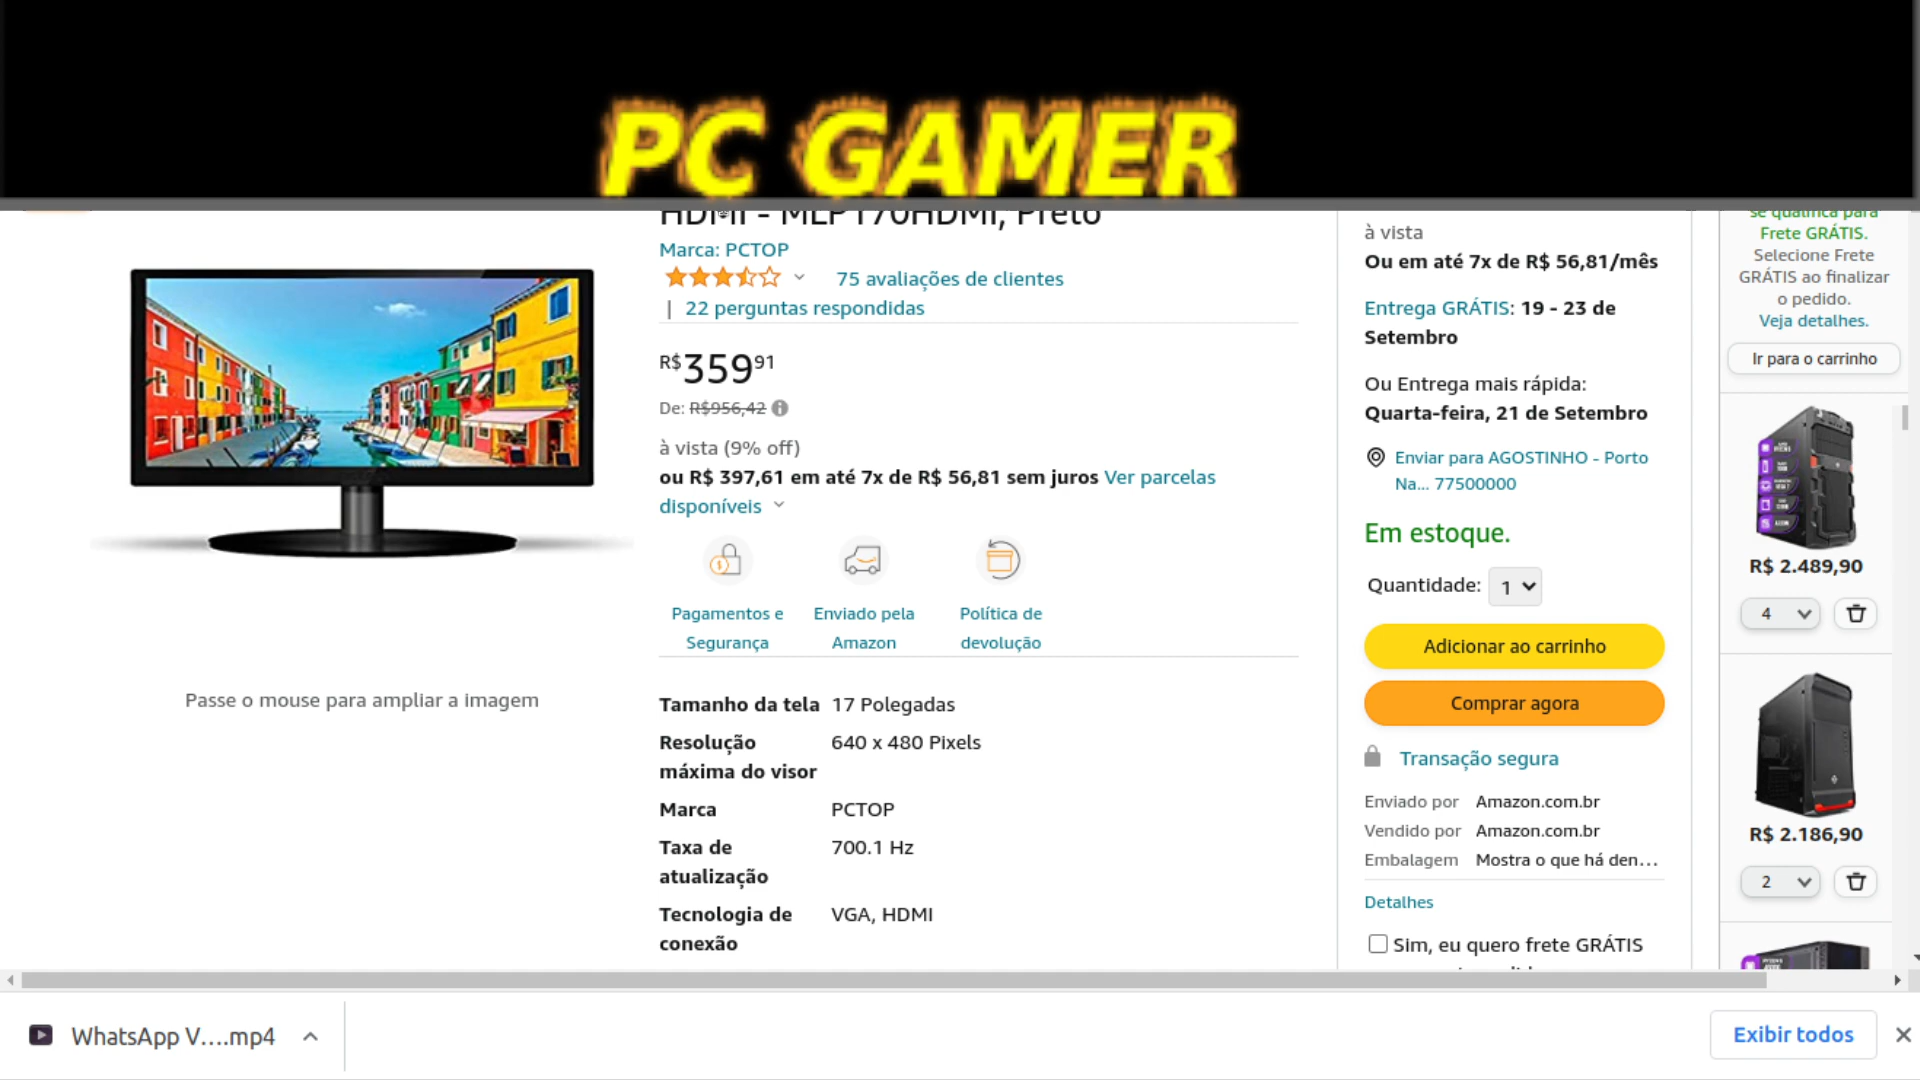 PC GAMER
HDMI - MLP170HDMI, Preto
Marca: PCTOP
75 avaliações de clientes
| 22 perguntas respondidas
R$ 359 91
De: R$956,42
à vista (9% off)
ou R$ 397,61 em até 7x de R$ 56,81 sem juros Ver parcelas
disponíveis
Pagamentos e
Segurança
Enviado pela
Amazon
Política de
devolução
Passe o mouse para ampliar a imagem
Tamanho da tela 17 Polegadas
Resolução 640 x 480 Pixels
máxima do visor
Marca PCTOP
Taxa de 700.1 Hz
atualização
Tecnologia de VGA, HDMI
conexão
à vista
Ou em até 7x de R$ 56,81/mês
Entrega GRÁTIS: 19 - 23 de
Setembro
Ou Entrega mais rápida:
Quarta-feira, 21 de Setembro
Enviar para AGOSTINHO - Porto
Na... 77500000
Em estoque.
Quantidade: 1
Adicionar ao carrinho
Comprar agora
Transação segura
Enviado por Amazon.com.br
Vendido por Amazon.com.br
Embalagem Mostra o que há den...
Detalhes
Sim, eu quero frete GRÁTIS
se qualifica para
Frete GRÁTIS.
Selecione Frete
GRÁTIS ao finalizar
o pedido.
Veja detalhes.
Ir para o carrinho
R$ 2.489,90
4
R$ 2.186,90
2
WhatsApp V....mp4
Exibir todos